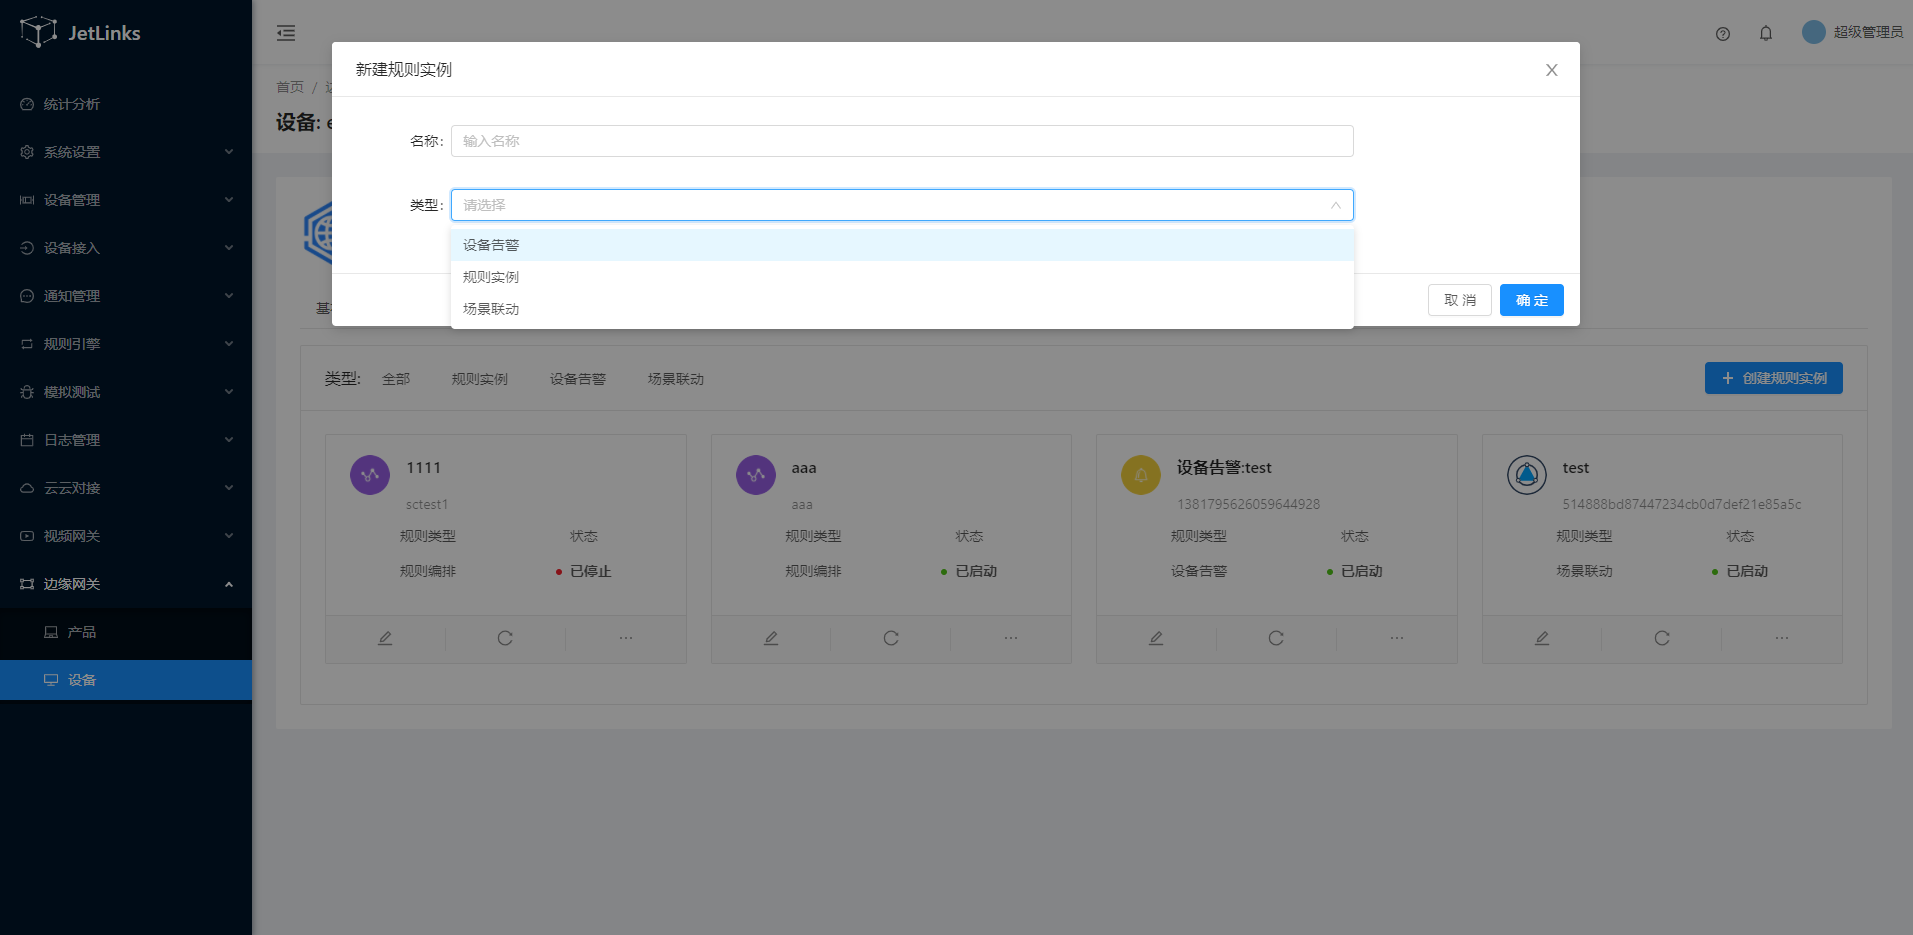 JetLinks
统计分析
系统设置
设备管理
设备接入
通知管理
规则引擎
模拟测试
日志管理
云云对接
视频网关
边缘网关
产品
设备
超级管理员
首页 /
设备: e
新建规则实例
名称:
输入名称
类型:
请选择
设备告警
规则实例
场景联动
取 消
确 定
基
类型: 全部 规则实例 设备告警 场景联动
创建规则实例
1111
sctest1
规则类型 状态
规则编排 已停止
aaa
aaa
规则类型 状态
规则编排 已启动
设备告警:test
1381795626059644928
规则类型 状态
设备告警 已启动
test
514888bd87447234cb0d7def21e85a5c
规则类型 状态
场景联动 已启动